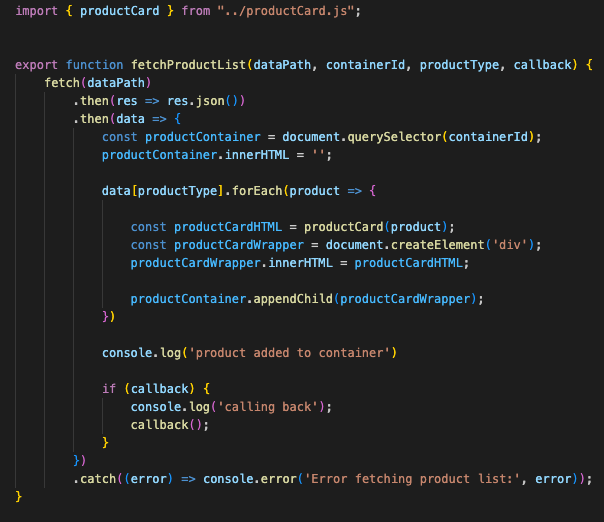 import { productCard } from "../productCard.js";
export function fetchProductList(dataPath, containerId, productType, callback) {
    fetch(dataPath)
        .then(res => res.json())
        .then(data => {
            const productContainer = document.querySelector(containerId);
            productContainer.innerHTML = '';
            data[productType].forEach(product => {
                const productCardHTML = productCard(product);
                const productCardWrapper = document.createElement('div');
                productCardWrapper.innerHTML = productCardHTML;
                productContainer.appendChild(productCardWrapper);
            })
            console.log('product added to container')
            if (callback) {
                console.log('calling back');
                callback();
            }
        })
        .catch((error) => console.error('Error fetching product list:', error));
}